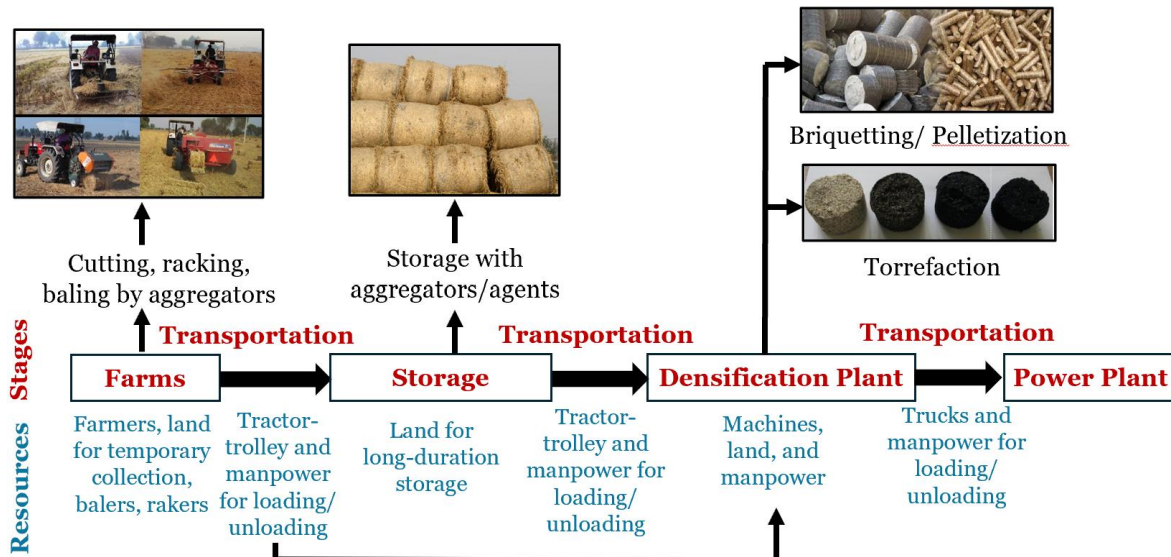 Briquetting/ Pelletization
Torrefaction
Cutting, racking,
baling by aggregators
Storage with
aggregators/agents
Stages
Transportation
Transportation
Transportation
Farms
Storage
Densification Plant
Power Plant
Resources
Farmers, land
for temporary
collection,
balers, rakers
Tractor-
trolley and
manpower
for loading/
unloading
Land for
long-duration
storage
Tractor-
trolley and
manpower for
loading/
unloading
Machines,
land, and
manpower
Trucks and
manpower for
loading/
unloading